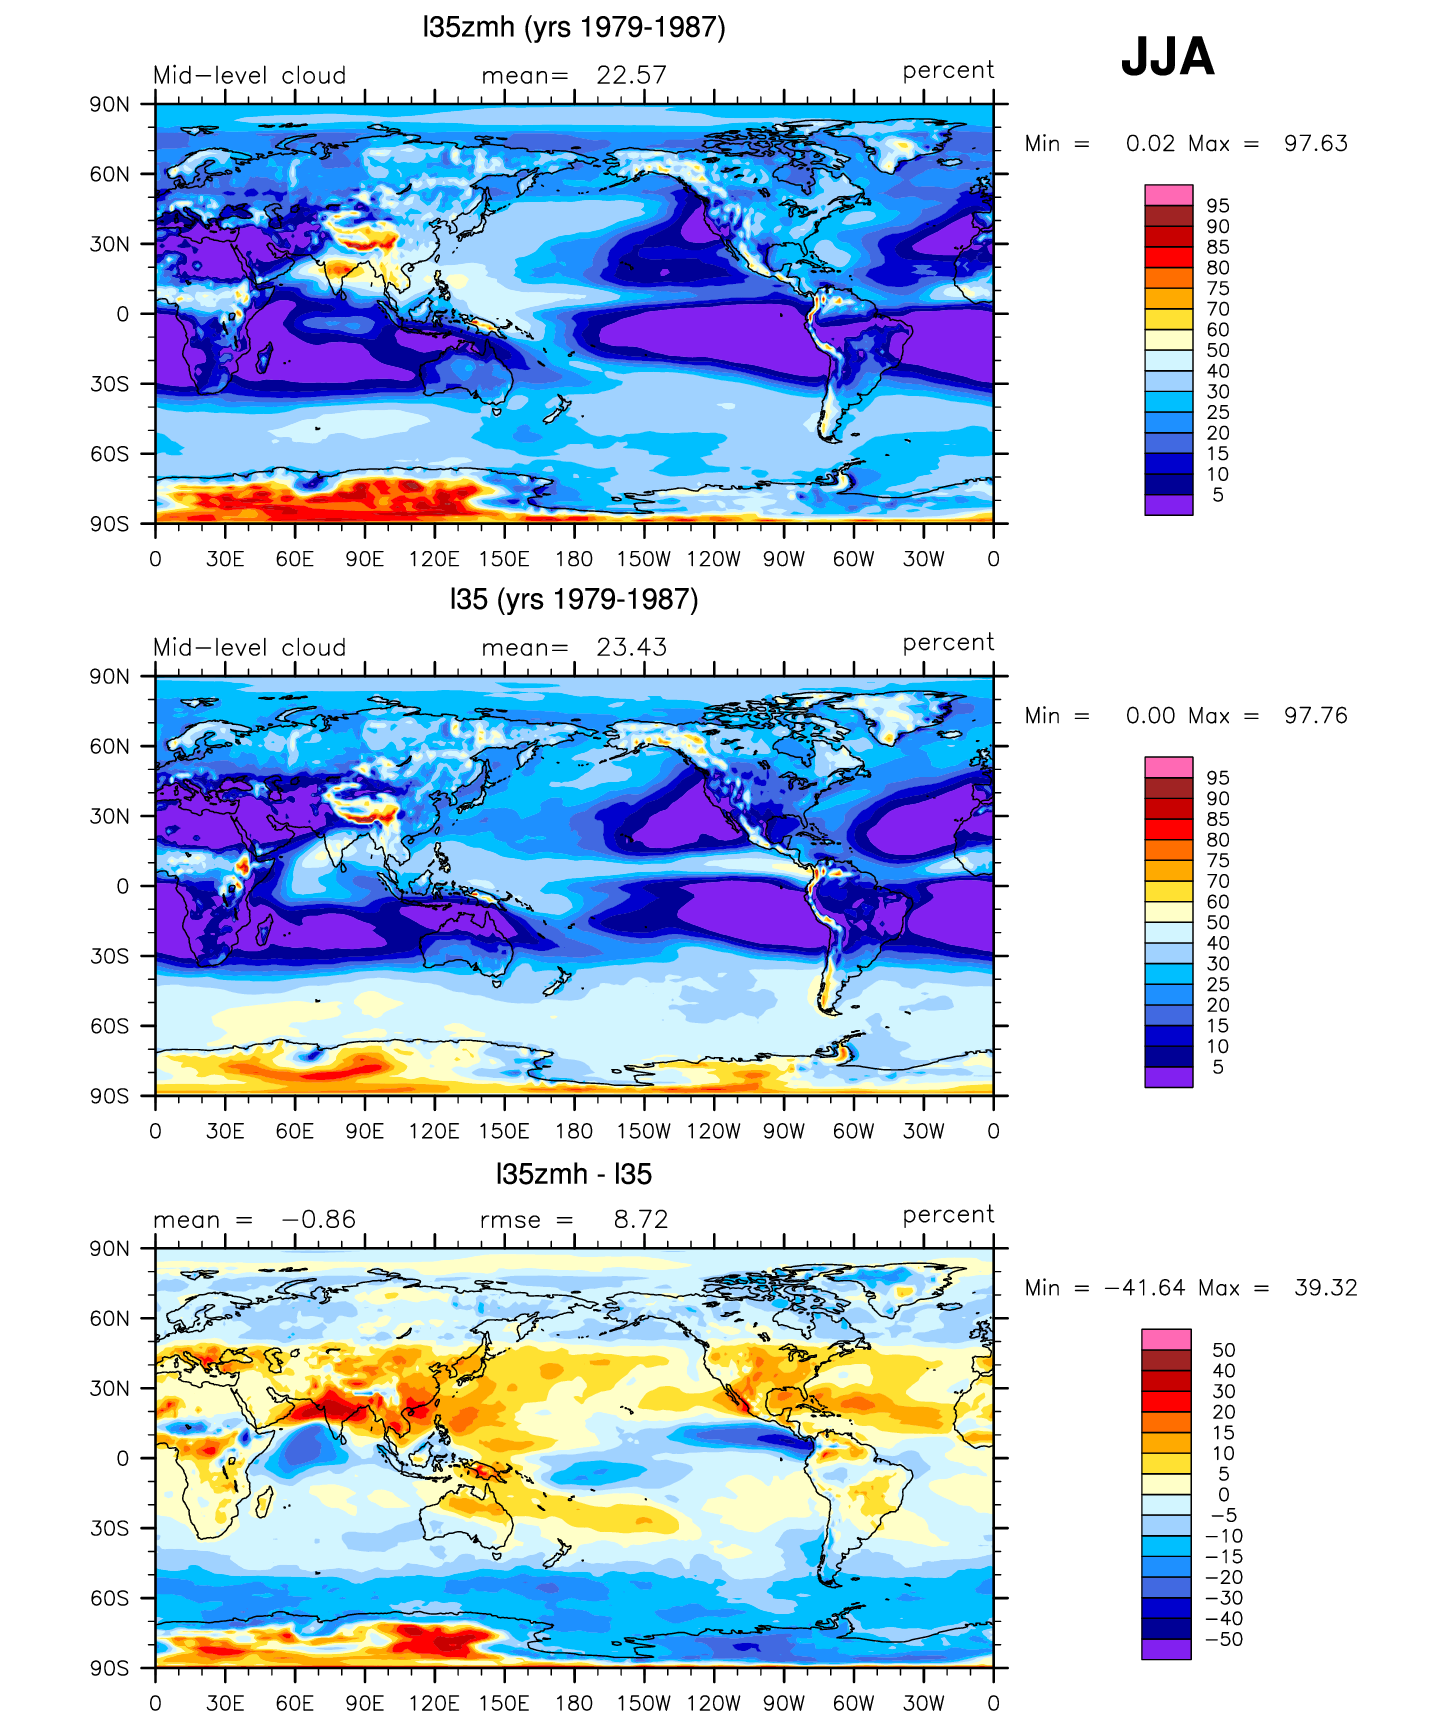 l35zmh (yrs 1979-1987)
JJA
Mid-level cloud mean= 22.57 percent
Min = 0.02 Max = 97.63
90N
60N
30N
0
30S
60S
90S
0 30E 60E 90E 120E 150E 180 150W 120W 90W 60W 30W 0
95
90
85
80
75
70
60
50
40
30
25
20
15
10
5
l35 (yrs 1979-1987)
Mid-level cloud mean= 23.43 percent
Min = 0.00 Max = 97.76
90N
60N
30N
0
30S
60S
90S
0 30E 60E 90E 120E 150E 180 150W 120W 90W 60W 30W 0
95
90
85
80
75
70
60
50
40
30
25
20
15
10
5
l35zmh - l35
mean = -0.86 rmse = 8.72 percent
Min = -41.64 Max = 39.32
90N
60N
30N
0
30S
60S
90S
0 30E 60E 90E 120E 150E 180 150W 120W 90W 60W 30W 0
50
40
30
20
15
10
5
0
-5
-10
-15
-20
-30
-40
-50